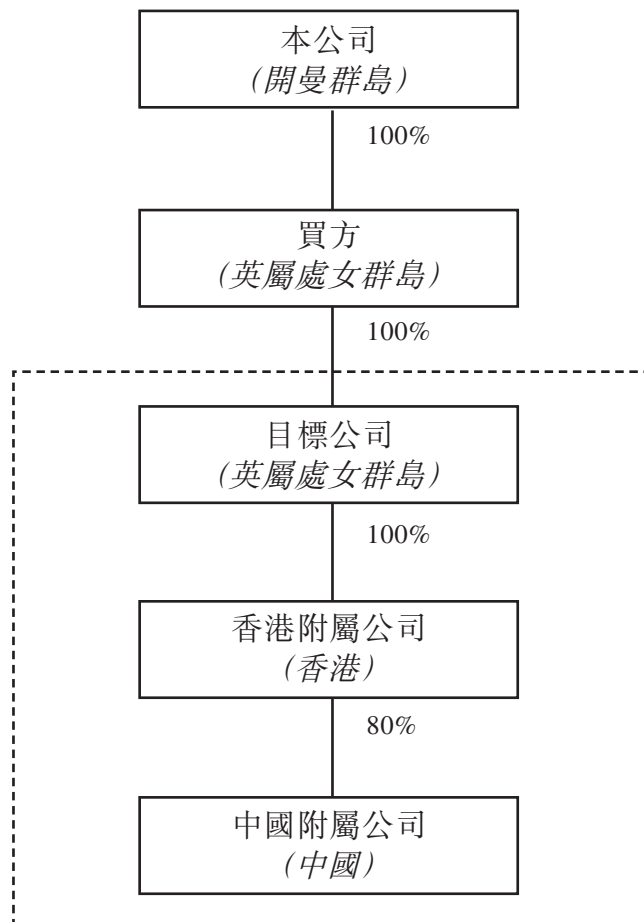 本公司
(開曼群島)
100%
買方
(英屬處女群島)
100%
目標公司
(英屬處女群島)
100%
香港附屬公司
(香港)
80%
中國附屬公司
(中國)